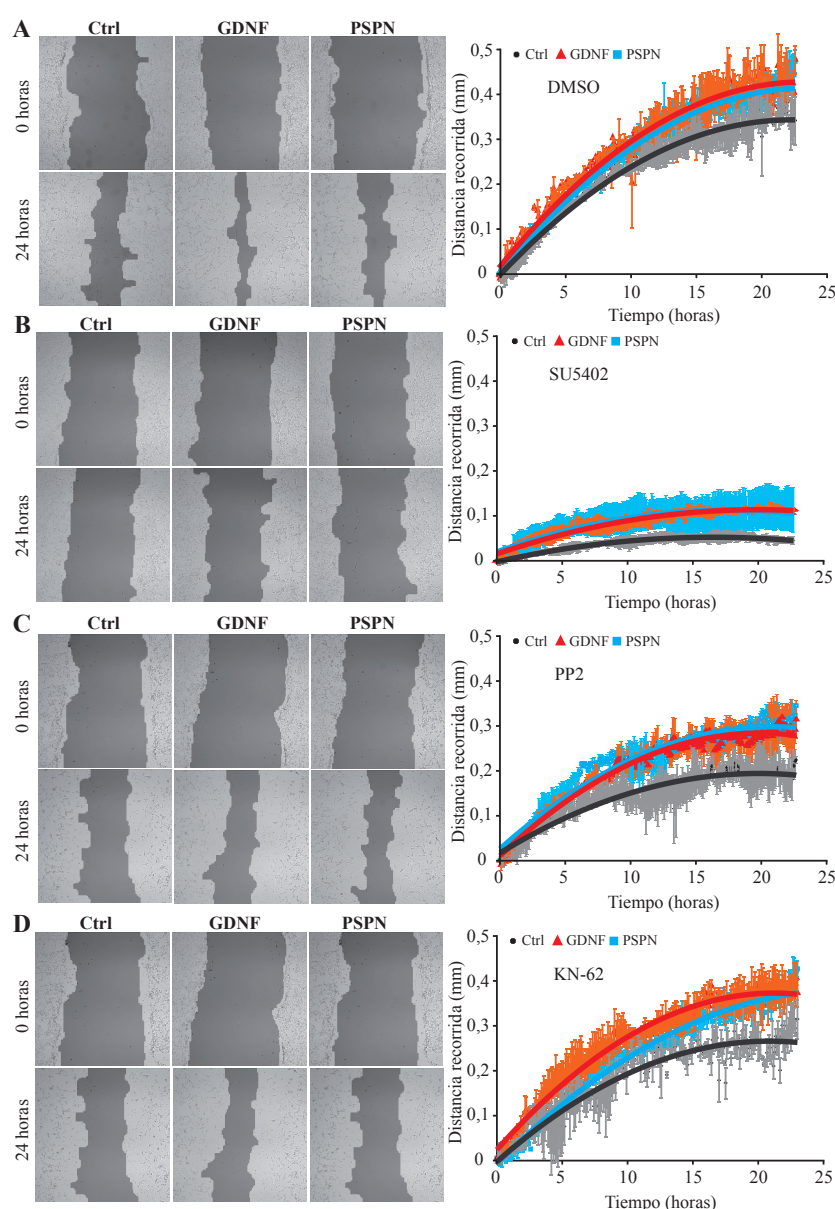 A
Ctrl GDNF PSPN
0 horas
24 horas
Distancia recorrida (mm)
0,5
0,4
0,3
0,2
0,1
0
Ctrl GDNF PSPN
DMSO
0 5 10 15 20 25
Tiempo (horas)
B
Ctrl GDNF PSPN
0 horas
24 horas
Distancia recorrida (mm)
0,5
0,4
0,3
0,2
0,1
0
Ctrl GDNF PSPN
SU5402
0 5 10 15 20 25
Tiempo (horas)
C
Ctrl GDNF PSPN
0 horas
24 horas
Distancia recorrida (mm)
0,5
0,4
0,3
0,2
0,1
0
Ctrl GDNF PSPN
PP2
0 5 10 15 20 25
Tiempo (horas)
D
Ctrl GDNF PSPN
0 horas
24 horas
Distancia recorrida (mm)
0,5
0,4
0,3
0,2
0,1
0
Ctrl GDNF PSPN
KN-62
0 5 10 15 20 25
Tiempo (horas)